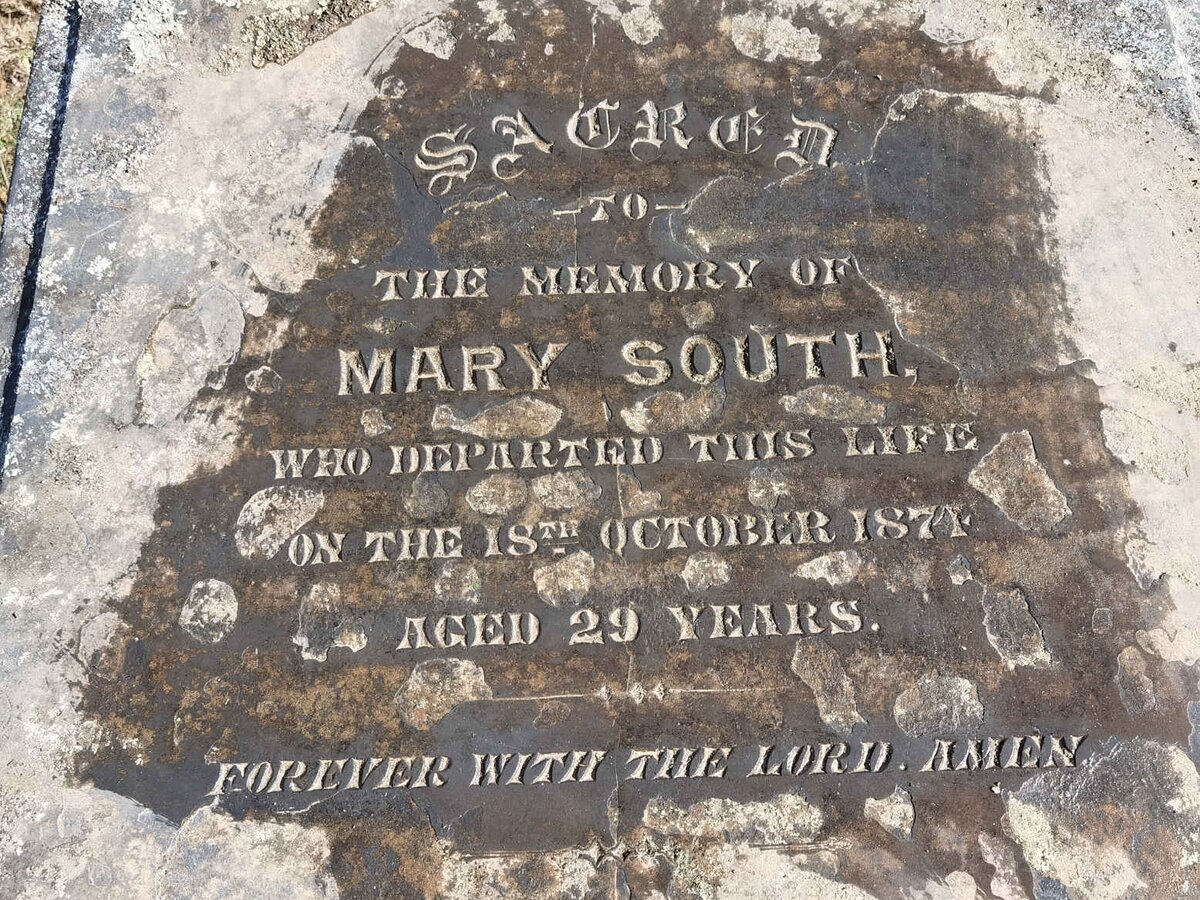 SACRED
-TO-
THE MEMORY OF
MARY SOUTH,
WHO DEPARTED THIS LIFE
ON THE 18TH OCTOBER 1874
AGED 29 YEARS.
FOREVER WITH THE LORD. AMEN